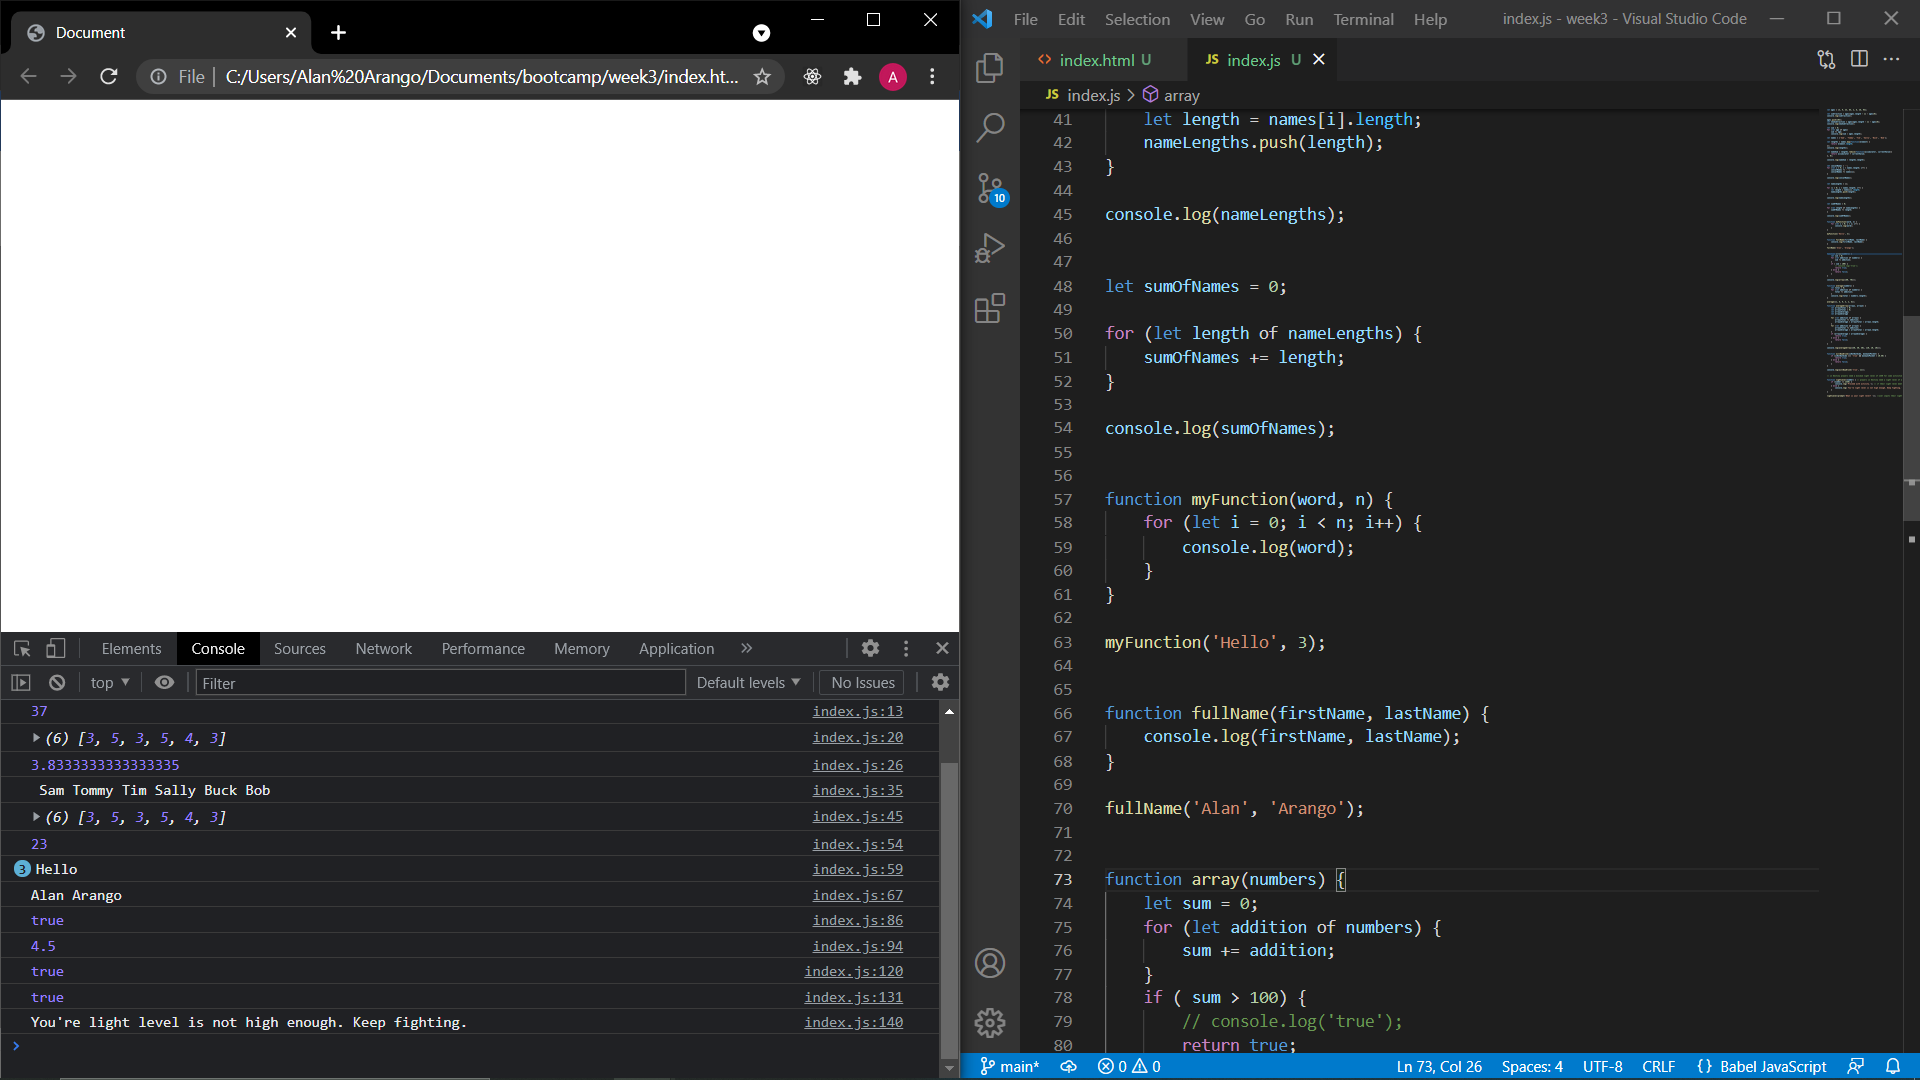 Document
File C:/Users/Alan%20Arango/Documents/bootcamp/week3/index.ht...
A
Elements Console Sources Network Performance Memory Application
top Filter Default levels No Issues
37 index.js:13
(6) [3, 5, 3, 5, 4, 3] index.js:20
3.8333333333333335 index.js:26
Sam Tommy Tim Sally Buck Bob index.js:35
(6) [3, 5, 3, 5, 4, 3] index.js:45
23 index.js:54
3 Hello index.js:59
Alan Arango index.js:67
true index.js:86
4.5 index.js:94
true index.js:120
true index.js:131
You're light level is not high enough. Keep fighting. index.js:140
File Edit Selection View Go Run Terminal Help index.js - week3 - Visual Studio Code
index.html U JS index.js U
JS index.js > array
10
41 let length = names[i].length;
42 nameLengths.push(length);
43 }
44
45 console.log(nameLengths);
46
47
48 let sumOfNames = 0;
49
50 for (let length of nameLengths) {
51 sumOfNames += length;
52 }
53
54 console.log(sumOfNames);
55
56
57 function myFunction(word, n) {
58 for (let i = 0; i < n; i++) {
59 console.log(word);
60 }
61 }
62
63 myFunction('Hello', 3);
64
65
66 function fullName(firstName, lastName) {
67 console.log(firstName, lastName);
68 }
69
70 fullName('Alan', 'Arango');
71
72
73 function array(numbers) {
74 let sum = 0;
75 for (let addition of numbers) {
76 sum += addition;
77 }
78 if ( sum > 100) {
79 // console.log('true');
80 return true;
main* 0 0 Ln 73, Col 26 Spaces: 4 UTF-8 CRLF {} Babel JavaScript